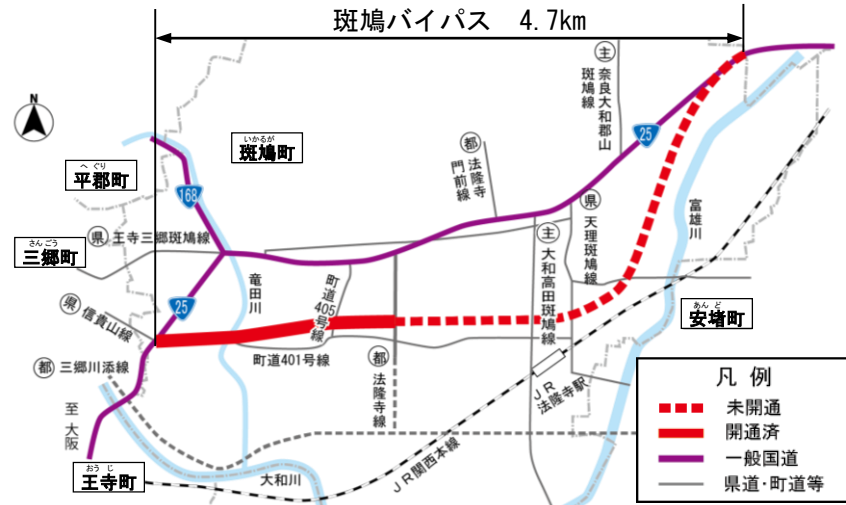 斑鳩バイパス 4.7km
N
いかるが
斑鳩町
へぐり
平郡町
168
さんごう
三郷町
県 王寺三郷斑鳩線
25
県 信貴山線
都 三郷川添線
至 大阪
おうじ
王寺町
竜田川
町道405号線
町道401号線
都 法隆寺線
大和川
JR関西本線
都 法隆寺門前線
主 奈良大和郡山斑鳩線
25
県 天理斑鳩線
主 大和高田斑鳩線
JR法隆寺駅
富雄川
あんど
安堵町
凡例
未開通
開通済
一般国道
県道・町道等